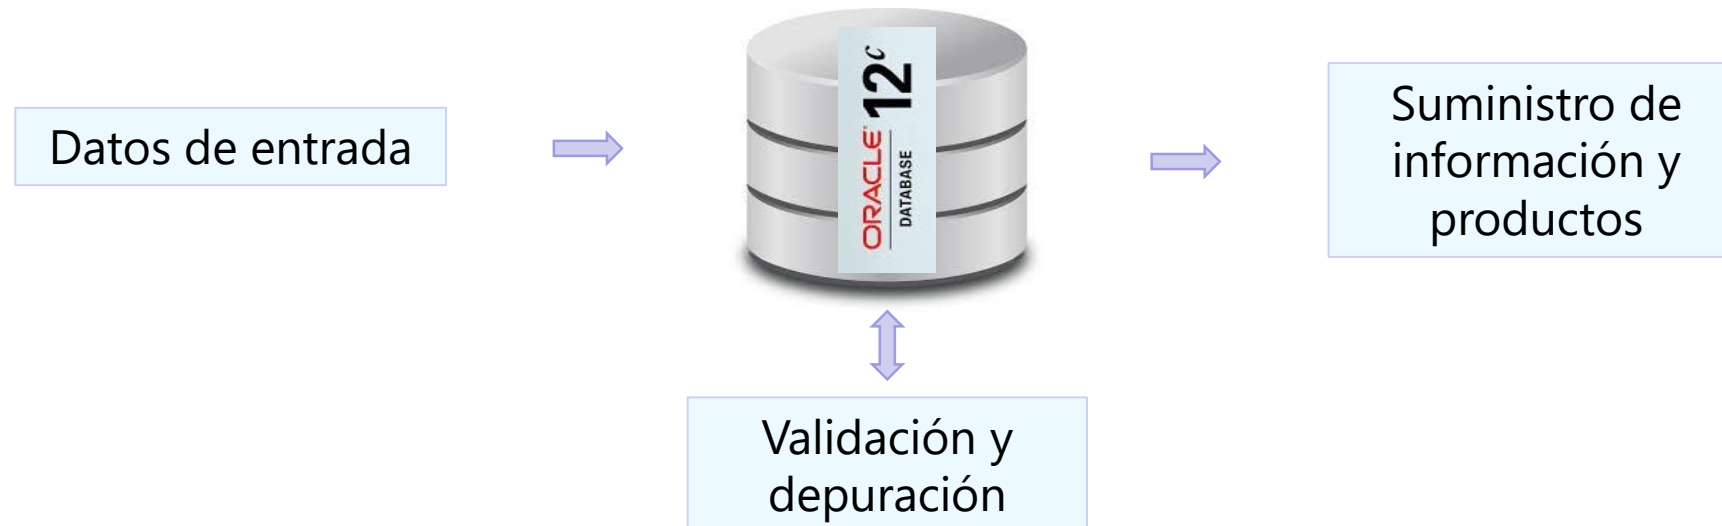 Datos de entrada
ORACLE 12c
DATABASE
Suministro de
información y
productos
Validación y
depuración